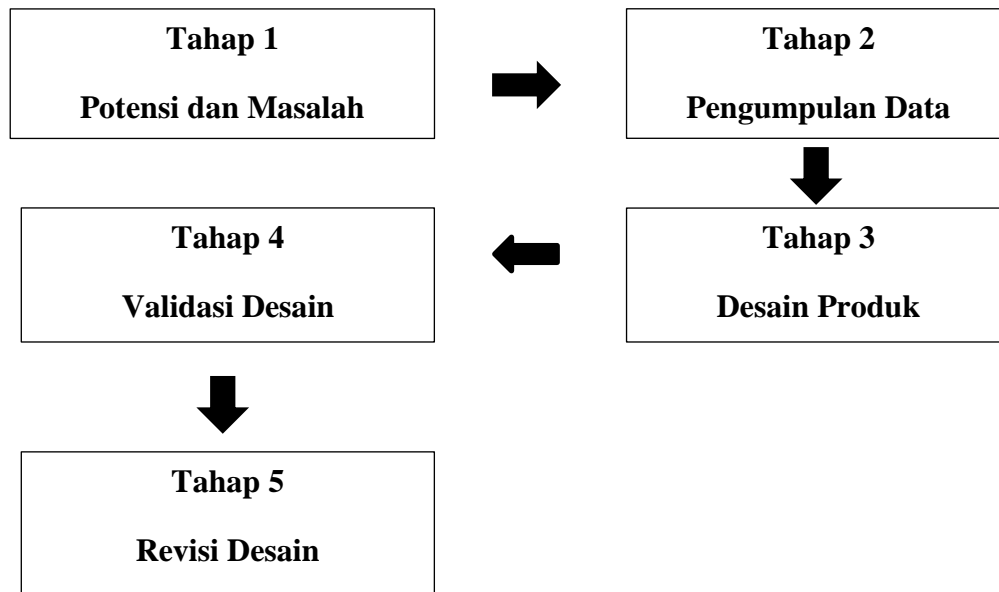 Tahap 1
Potensi dan Masalah
Tahap 2
Pengumpulan Data
Tahap 3
Desain Produk
Tahap 4
Validasi Desain
Tahap 5
Revisi Desain